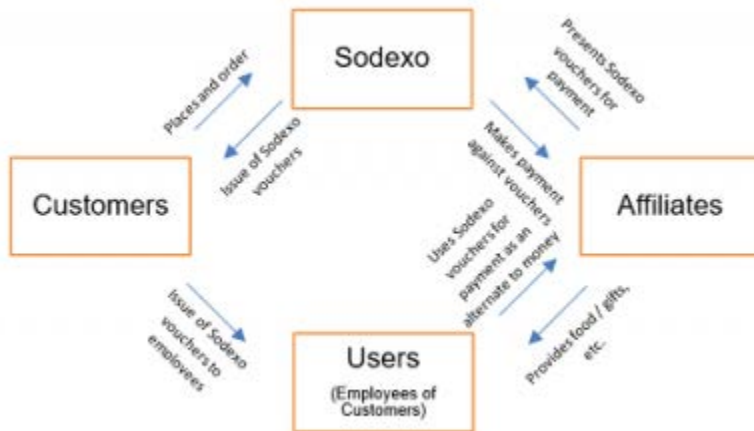 Sodexo
Places and order
Issue of Sodexo
vouchers
Presents Sodexo
vouchers for
payment
Makes payment
against vouchers
Customers
Affiliates
Uses Sodexo
vouchers for
payment as an
alternate to money
Issue of Sodexo
vouchers to
employees
Users
(Employees of
Customers)
Provides food / gifts,
etc.